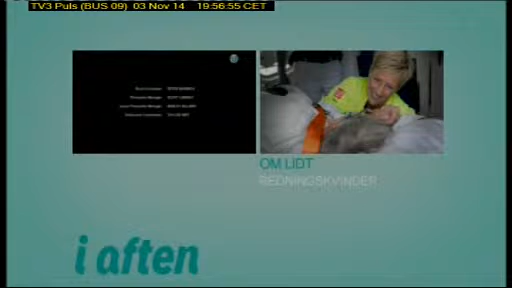 TV3 Puls (BUS 09) 03 Nov 14 19:56:55 CET
OM LIDT
REDNINGSKVINDER
i aften